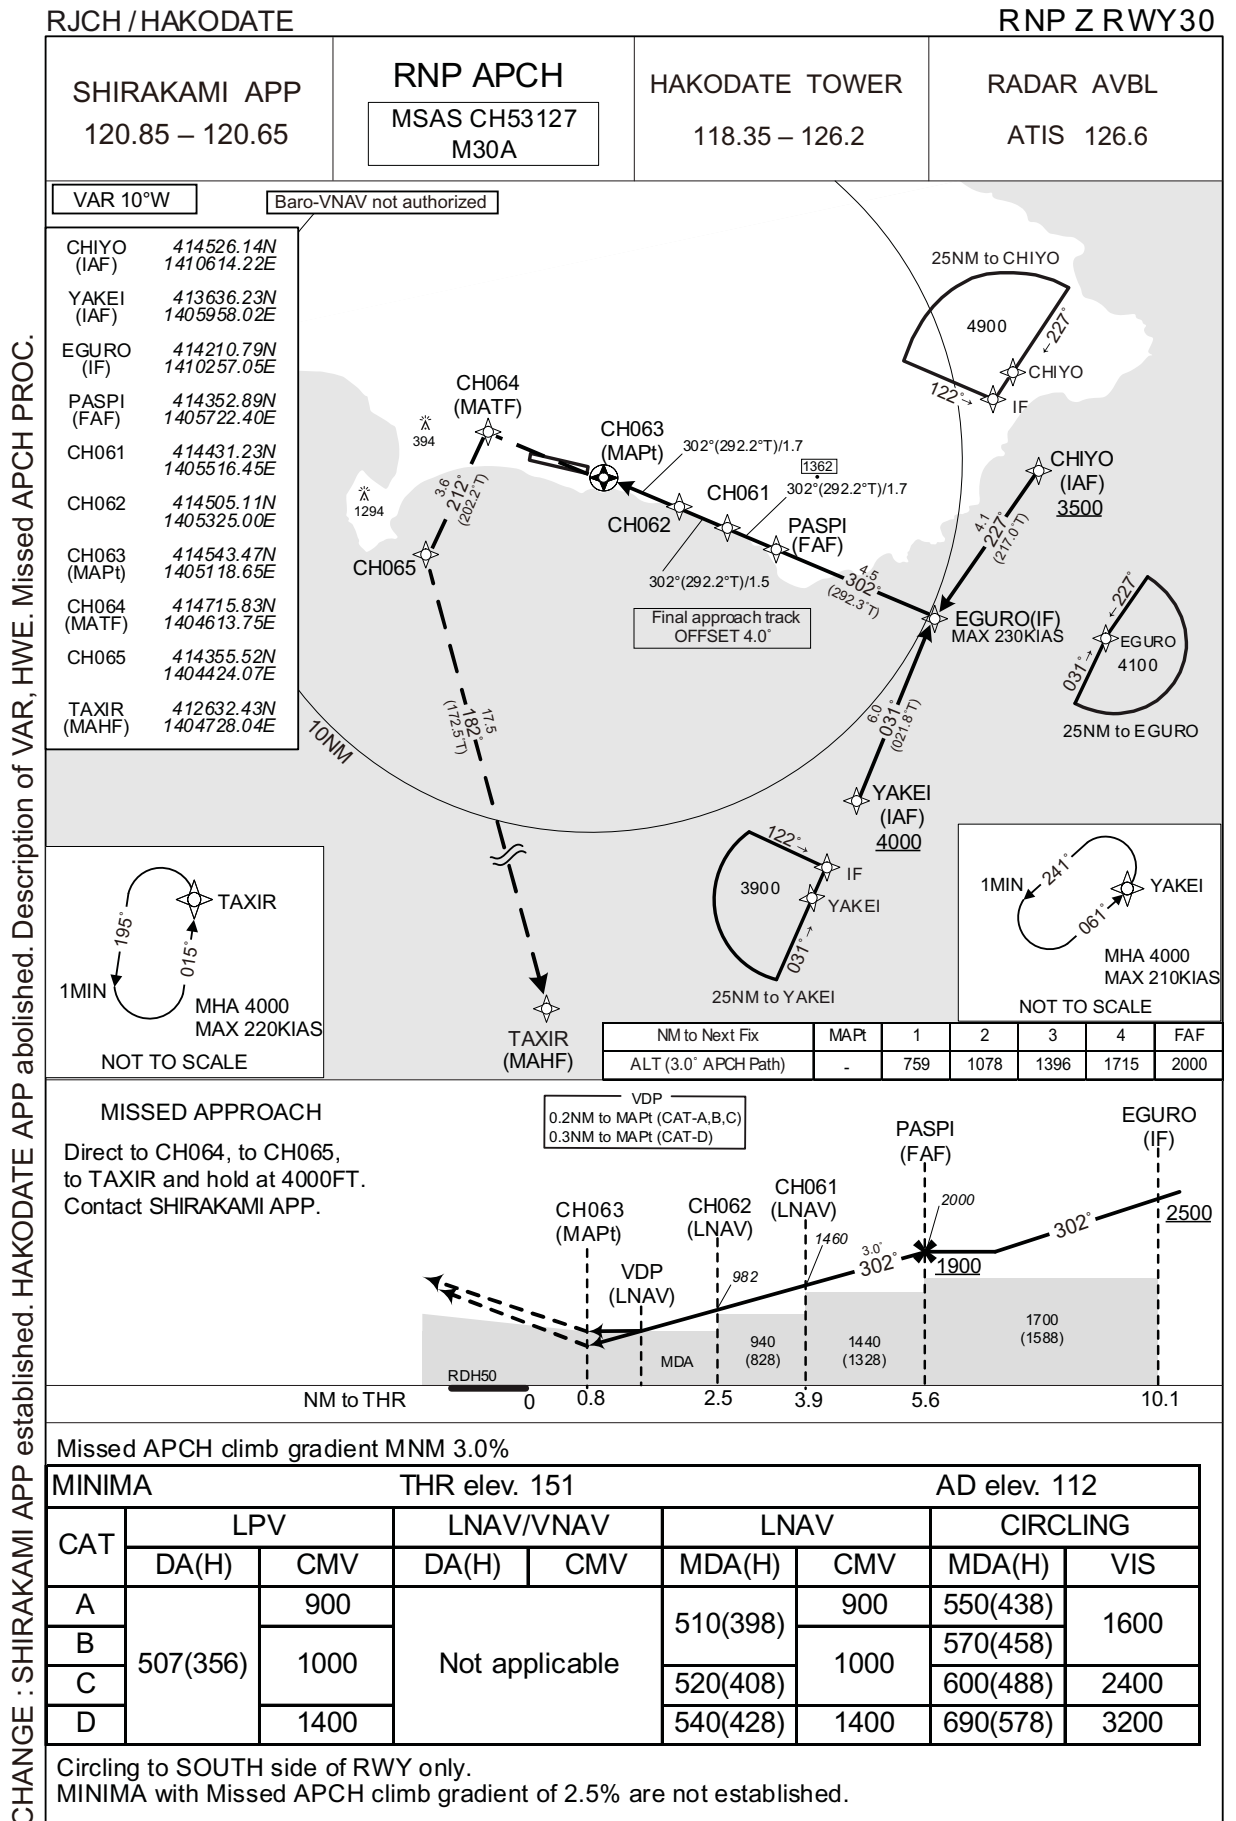 RJCH / HAKODATE
RNP Z RWY30
SHIRAKAMI APP
120.85 – 120.65
RNP APCH
MSAS CH53127
M30A
HAKODATE TOWER
118.35 – 126.2
RADAR AVBL
ATIS 126.6
VAR 10°W
Baro-VNAV not authorized
CHIYO 414526.14N
(IAF) 1410614.22E
YAKEI 413636.23N
(IAF) 1405958.02E
EGURO 414210.79N
(IF) 1410257.05E
PASPI 414352.89N
(FAF) 1405722.40E
CH061 414431.23N
1405516.45E
CH062 414505.11N
1405325.00E
CH063 414543.47N
(MAPt) 1405118.65E
CH064 414715.83N
(MATF) 1404613.75E
CH065 414355.52N
1404424.07E
TAXIR 412632.43N
(MAHF) 1404728.04E
25NM to CHIYO
4900
←227°
122°→
CHIYO
IF
CH064
(MATF)
394
1294
3.6
212°
(202.2°T)
CH065
CH063
(MAPt)
302°(292.2°T)/1.7
1362
302°(292.2°T)/1.7
CH061
CH062
PASPI
(FAF)
302°(292.2°T)/1.5
4.5
302°
(292.3°T)
Final approach track
OFFSET 4.0°
CHIYO
(IAF)
3500
4.1
227°
(217.0°T)
EGURO(IF)
MAX 230KIAS
←227°
031°→
EGURO
4100
25NM to EGURO
6.0
031°
(021.8°T)
YAKEI
(IAF)
4000
10NM
17.5
182°
(172.5°T)
122°→
3900
IF
YAKEI
031°→
25NM to YAKEI
TAXIR
195°
015°
1MIN
MHA 4000
MAX 220KIAS
NOT TO SCALE
1MIN
241°
061°
YAKEI
MHA 4000
MAX 210KIAS
NOT TO SCALE
TAXIR
(MAHF)
NM to Next Fix MAPt 1 2 3 4 FAF
ALT (3.0° APCH Path) - 759 1078 1396 1715 2000
MISSED APPROACH
Direct to CH064, to CH065,
to TAXIR and hold at 4000FT.
Contact SHIRAKAMI APP.
VDP
0.2NM to MAPt (CAT-A,B,C)
0.3NM to MAPt (CAT-D)
EGURO
(IF)
PASPI
(FAF)
CH061
(LNAV)
CH062
(LNAV)
CH063
(MAPt)
VDP
(LNAV)
2000
1460
982
3.0°
302°
302°
2500
1900
1700
(1588)
1440
(1328)
940
(828)
MDA
RDH50
NM to THR 0 0.8 2.5 3.9 5.6 10.1
Missed APCH climb gradient MNM 3.0%
MINIMA THR elev. 151 AD elev. 112
CAT LPV LNAV/VNAV LNAV CIRCLING
DA(H) CMV DA(H) CMV MDA(H) CMV MDA(H) VIS
A 507(356) 900 Not applicable 510(398) 900 550(438) 1600
B 1000 1000 570(458)
C 520(408) 600(488) 2400
D 1400 540(428) 1400 690(578) 3200
Circling to SOUTH side of RWY only.
MINIMA with Missed APCH climb gradient of 2.5% are not established.
CHANGE : SHIRAKAMI APP established. HAKODATE APP abolished. Description of VAR, HWE. Missed APCH PROC.